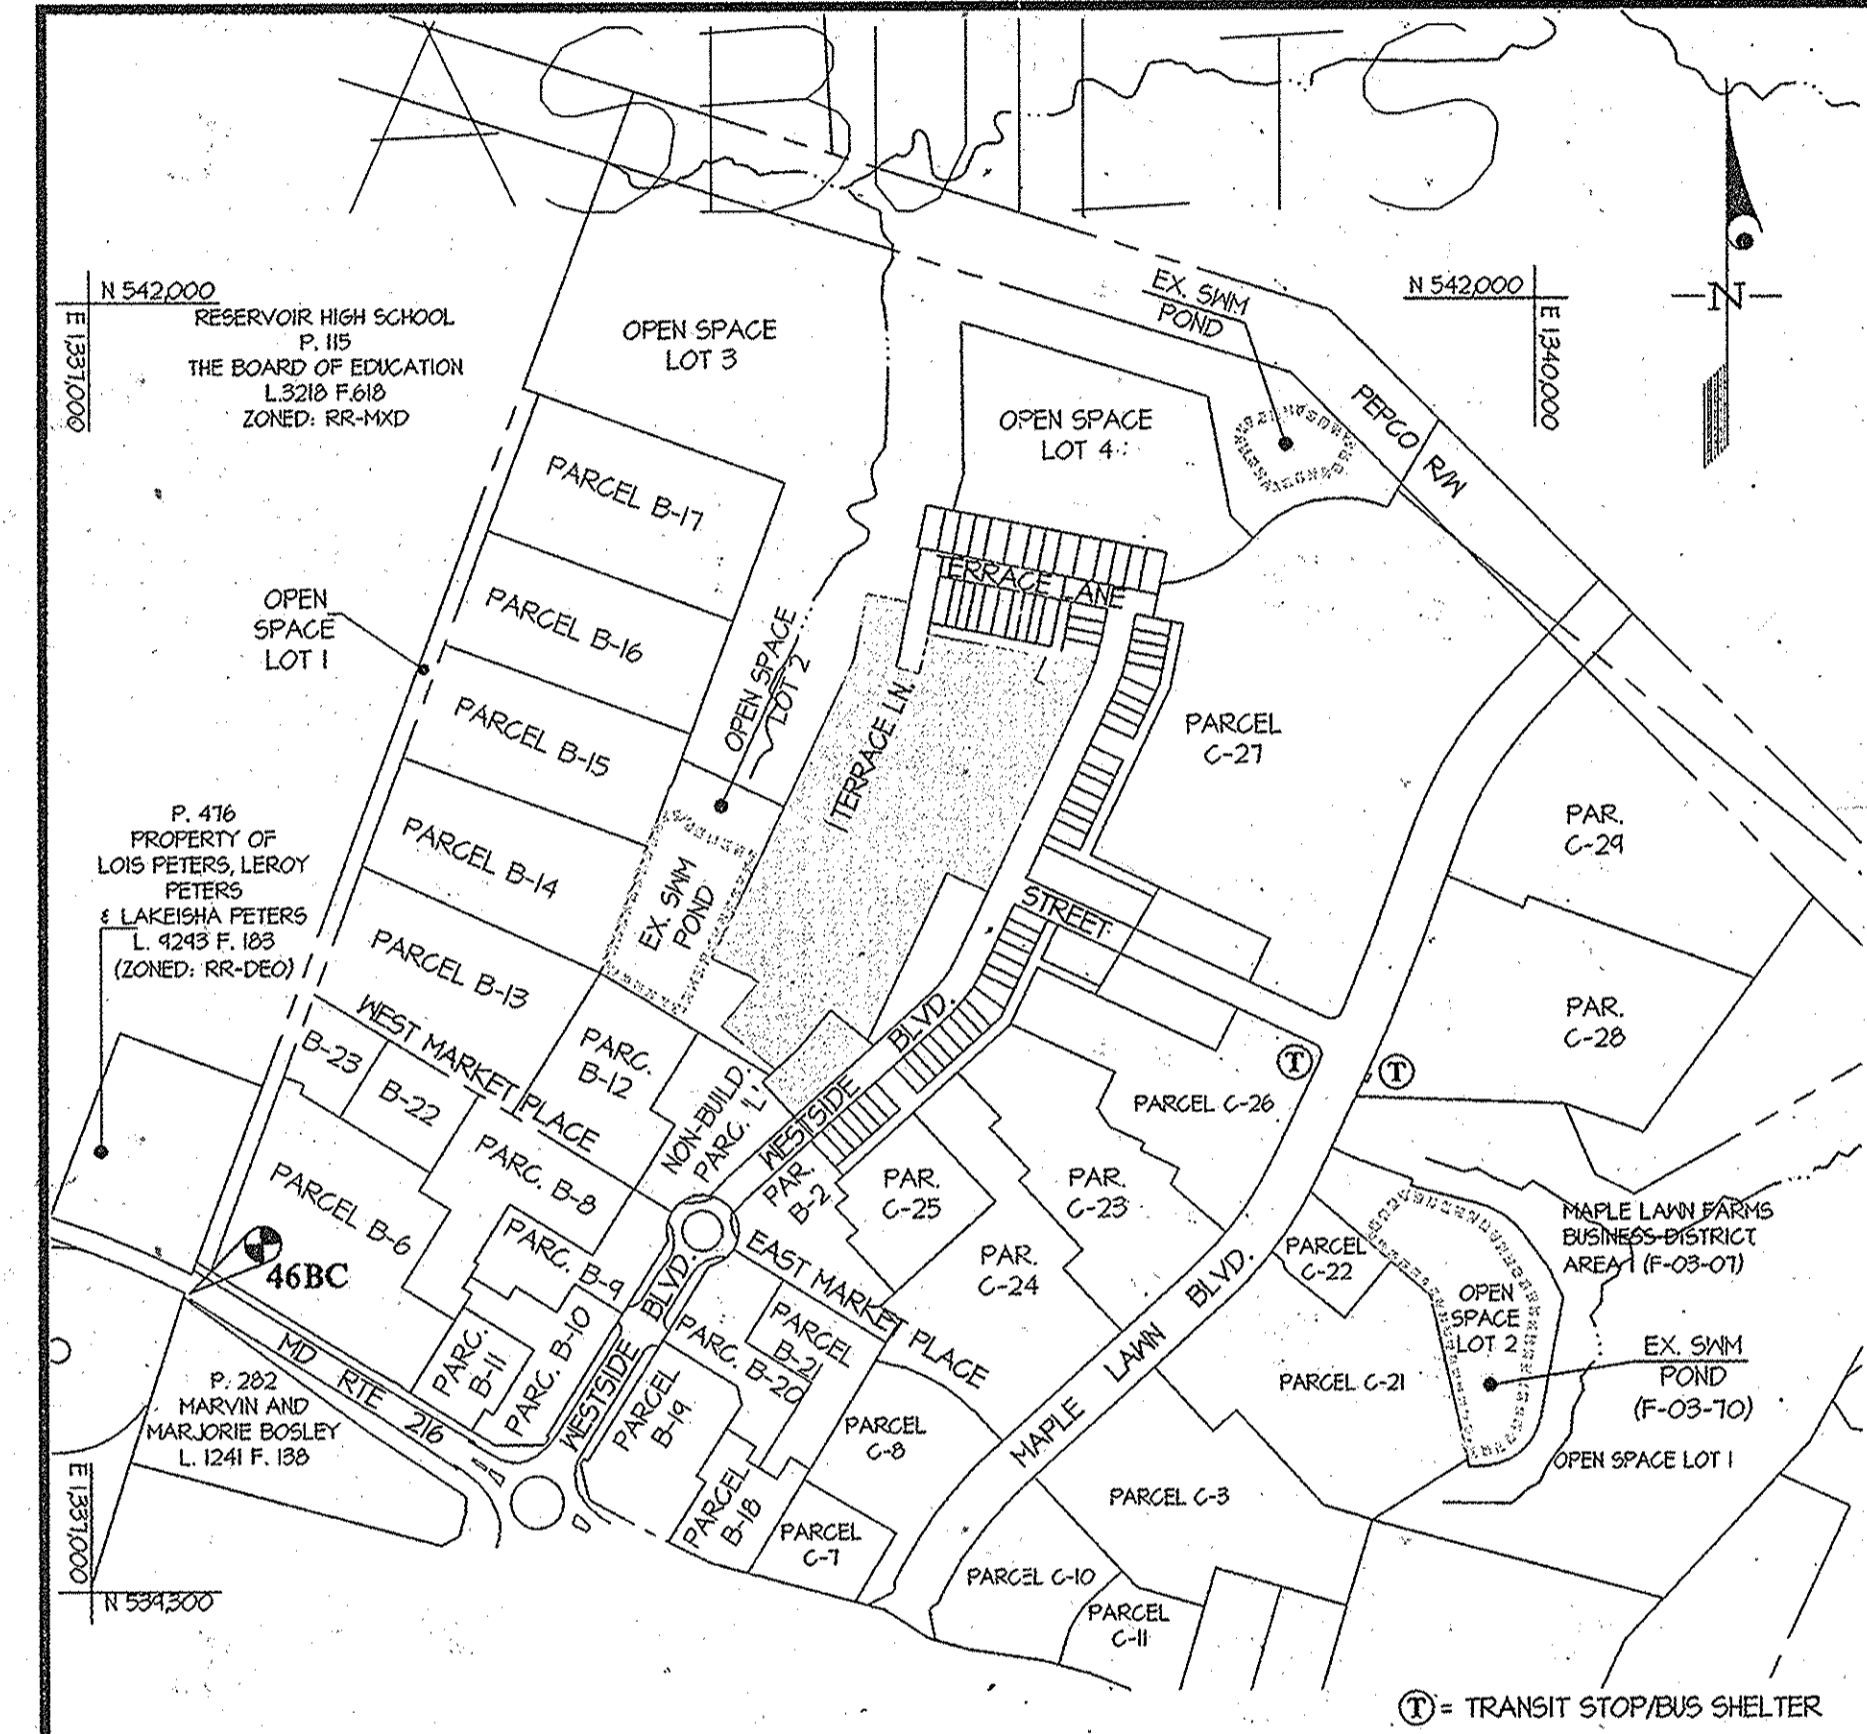 N 542,000
E 1,337,000
RESERVOIR HIGH SCHOOL
P. 115
THE BOARD OF EDUCATION
L.3218 F.618
ZONED: RR-MXD
OPEN SPACE
LOT 3
EX. SWM
POND
N 542,000
E 1,340,000
N
PEPCO R/W
OPEN SPACE
LOT 4
PARCEL B-17
PARCEL B-16
PARCEL B-15
PARCEL B-14
PARCEL B-13
OPEN
SPACE
LOT 1
OPEN SPACE
LOT 2
TERRACE LANE
TERRACE LN.
PARCEL
C-27
PAR.
C-29
PAR.
C-28
P. 476
PROPERTY OF
LOIS PETERS, LEROY
PETERS
& LAKEISHA PETERS
L. 9293 F. 183
(ZONED: RR-DEO)
EX. SWM
POND
STREET
WEST MARKET PLACE
B-23
B-22
PARC.
B-12
NON-BUILD.
PARC. 'L'
WESTSIDE BLVD.
T
T
PARCEL C-26
PARCEL B-6
PARC. B-8
PAR.
B-2
PAR.
C-25
PAR.
C-23
PAR.
C-24
MAPLE LAWN FARMS
BUSINESS DISTRICT
AREA 1 (F-03-07)
PARCEL
C-22
OPEN
SPACE
LOT 2
EX. SWM
POND
(F-03-70)
OPEN SPACE LOT 1
46BC
PARC. B-9
PARC. B-10
PARC.
B-11
WESTSIDE BLVD.
EAST MARKET PLACE
PARC. B-20
PARCEL
B-21
PARCEL
B-19
PARCEL
B-18
MD RTE 216
P. 282
MARVIN AND
MARJORIE BOSLEY
L. 1241 F. 138
MAPLE LAWN BLVD.
PARCEL C-21
PARCEL
C-8
PARCEL
C-7
PARCEL C-3
PARCEL C-10
PARCEL
C-11
E 1,337,000
N 539,300
T = TRANSIT STOP/BUS SHELTER